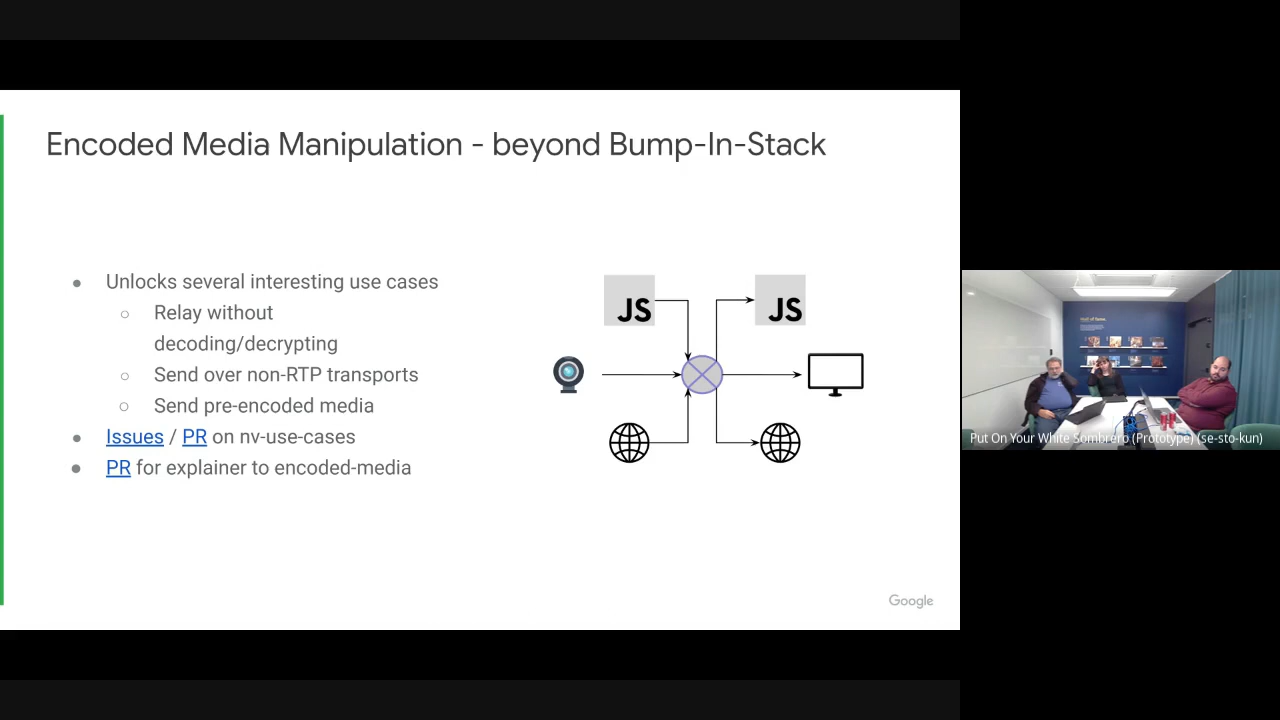 Encoded Media Manipulation - beyond Bump-In-Stack
● Unlocks several interesting use cases
○ Relay without
decoding/decrypting
○ Send over non-RTP transports
○ Send pre-encoded media
● Issues / PR on nv-use-cases
● PR for explainer to encoded-media
JS
JS
Google
Put On Your White Sombrero (Prototype) (se-sto-kun)